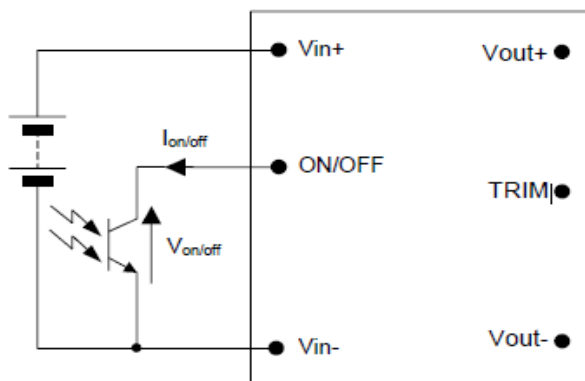 Vin+
Vout+
Ion/off
ON/OFF
TRIM
Von/off
Vin-
Vout-